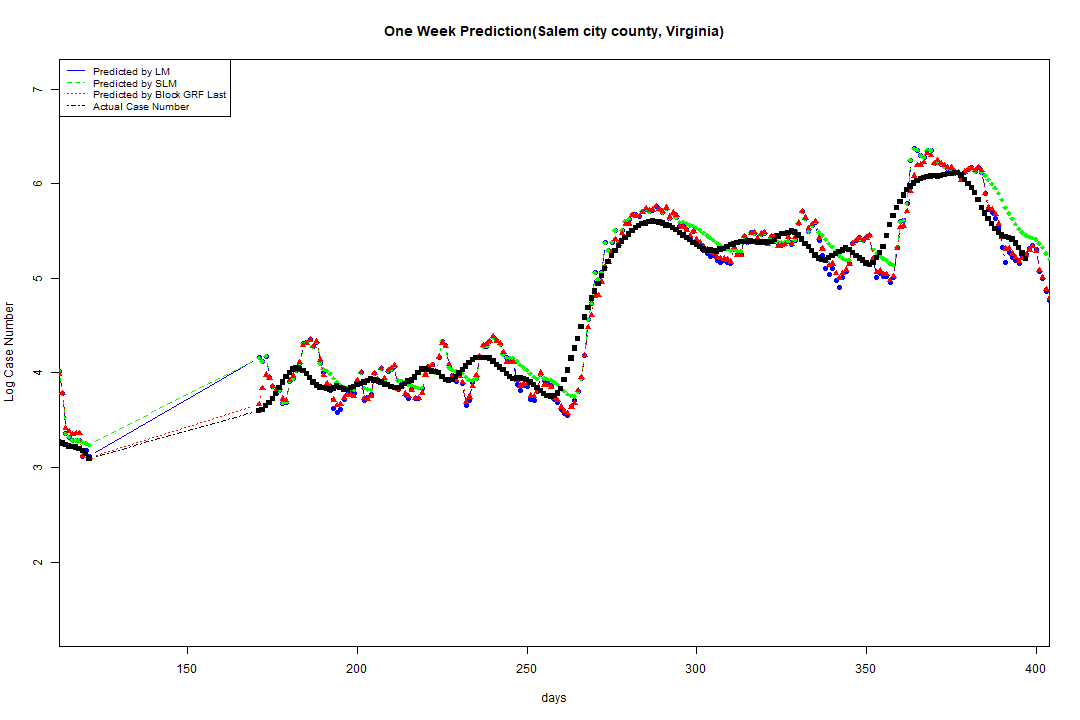 One Week Prediction(Salem city county, Virginia)
Predicted by LM
Predicted by SLM
Predicted by Block GRF Last
Actual Case Number
Log Case Number
7
6
5
4
3
2
150
200
250
300
350
400
days